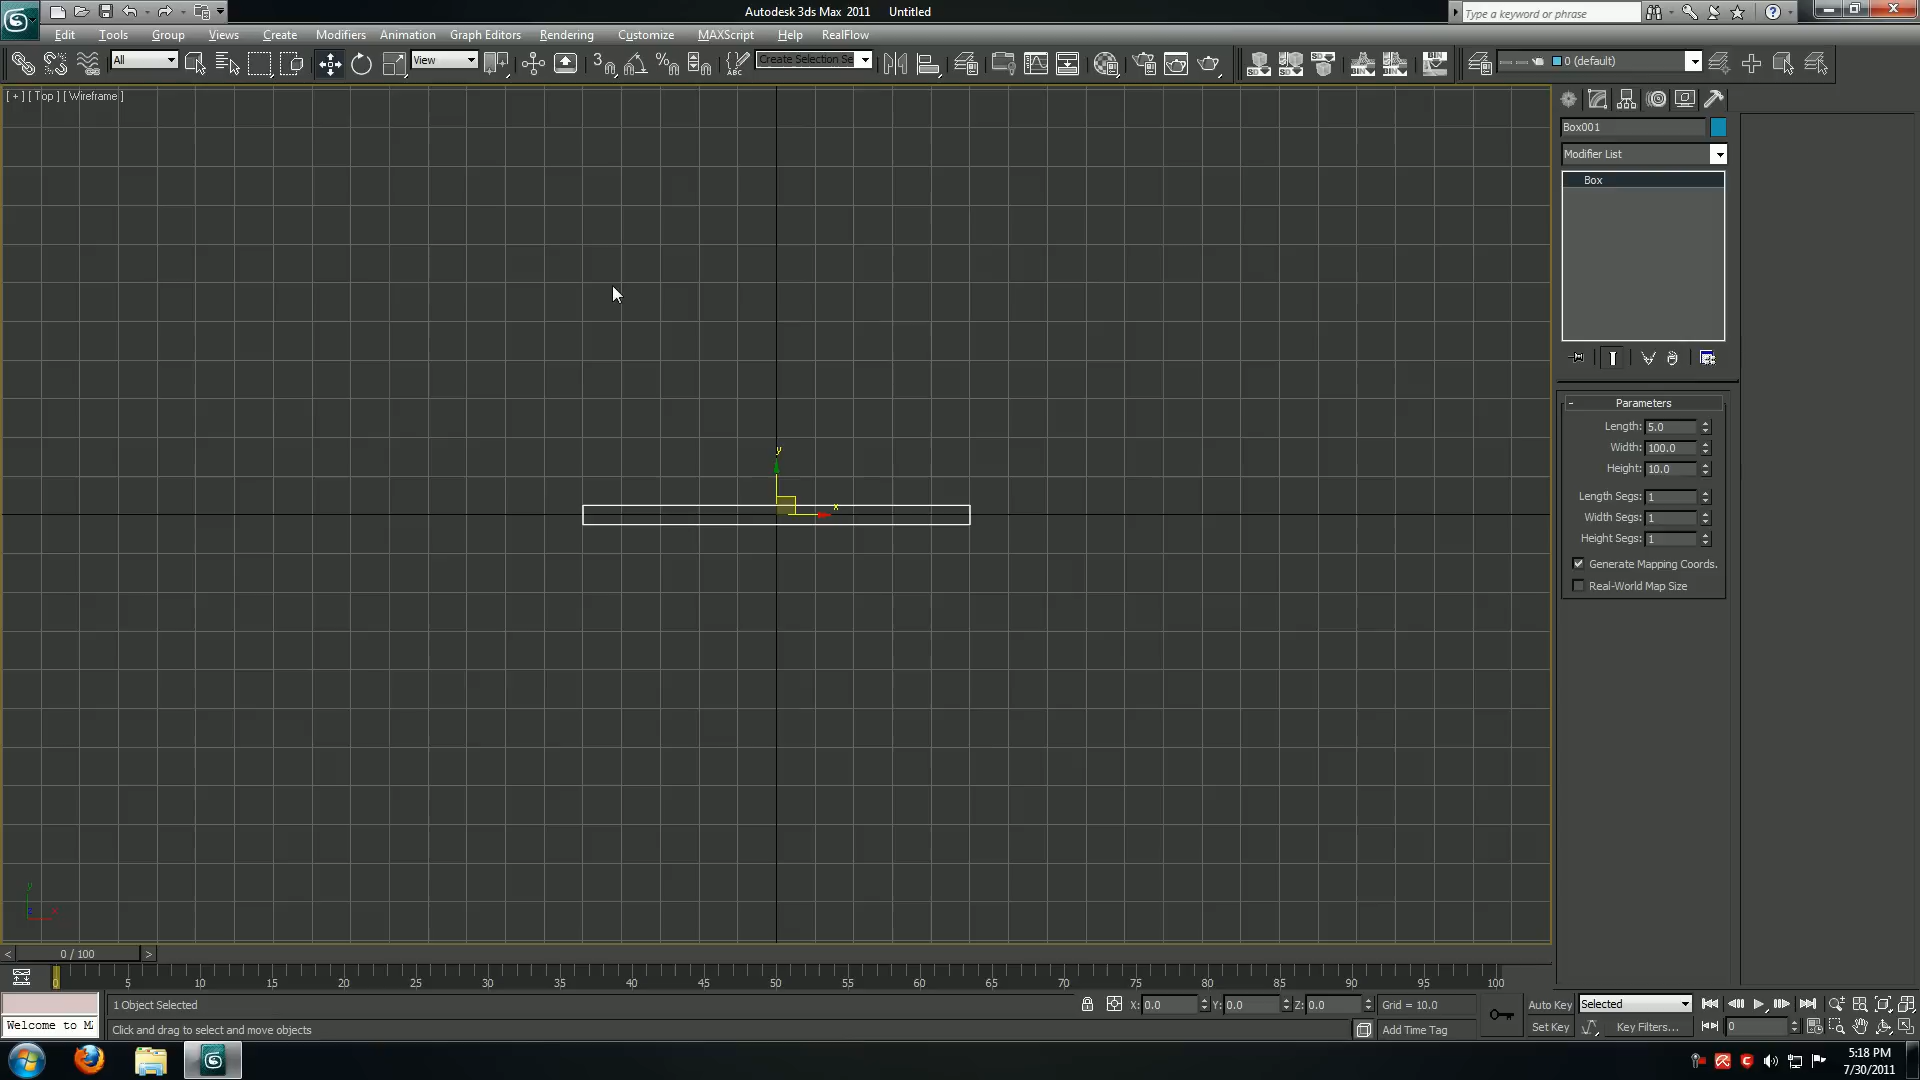 Autodesk 3ds Max 2011    Untitled
Type a keyword or phrase
Edit Tools Group Views Create Modifiers Animation Graph Editors Rendering Customize MAXScript Help RealFlow
All View Create Selection Se 0 (default)
[ + ] [ Top ] [ Wireframe ]
Box001
Modifier List
Box
- Parameters
Length: 5.0
Width: 100.0
Height: 10.0
Length Segs: 1
Width Segs: 1
Height Segs: 1
Generate Mapping Coords.
Real-World Map Size
y
x
y
x
< 0 / 100 >
0 5 10 15 20 25 30 35 40 45 50 55 60 65 70 75 80 85 90 95 100
1 Object Selected X: 0.0 Y: 0.0 Z: 0.0 Grid = 10.0 Auto Key Selected
Welcome to M Click and drag to select and move objects Add Time Tag Set Key Key Filters... 0
5:18 PM
7/30/2011